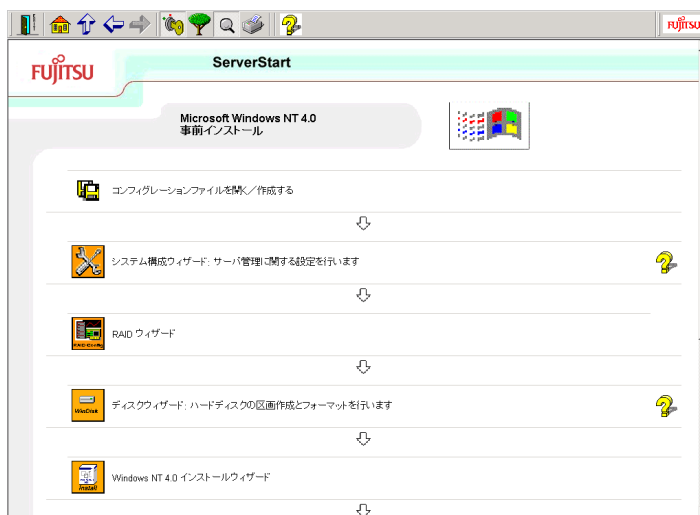 FUJITSU
FUJITSU
ServerStart
Microsoft Windows NT 4.0
事前インストール
コンフィグレーションファイルを開く／作成する
システム構成ウィザード: サーバ管理に関する設定を行います
RAID Config
RAID ウィザード
WinDisk
ディスクウィザード: ハードディスクの区画作成とフォーマットを行います
Install
Windows NT 4.0 インストールウィザード